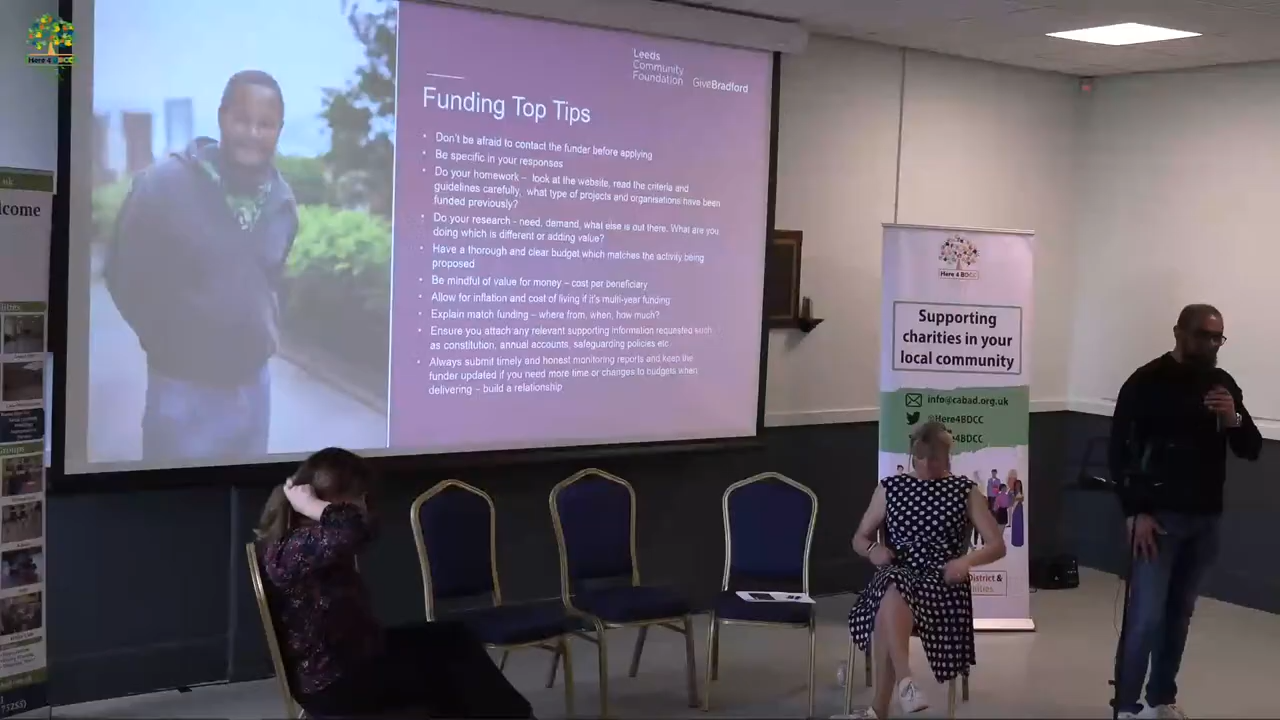 Here 4 BDCC
Leeds
Community
Foundation
GiveBradford
Funding Top Tips
• Don't be afraid to contact the funder before applying
• Be specific in your responses
• Do your homework – look at the website, read the criteria and
guidelines carefully, what type of projects and organisations have been
funded previously?
• Do your research - need, demand, what else is out there. What are you
doing which is different or adding value?
• Have a thorough and clear budget which matches the activity being
proposed
• Be mindful of value for money – cost per beneficiary
• Allow for inflation and cost of living if it's multi-year funding
• Explain match funding – where from, when, how much?
• Ensure you attach any relevant supporting information requested such
as constitution, annual accounts, safeguarding policies etc
• Always submit timely and honest monitoring reports and keep the
funder updated if you need more time or changes to budgets when
delivering – build a relationship
lcome
Here 4 BDCC
Supporting
charities in your
local community
info@cabad.org.uk
@Here4BDCC
e4BDCC
District &